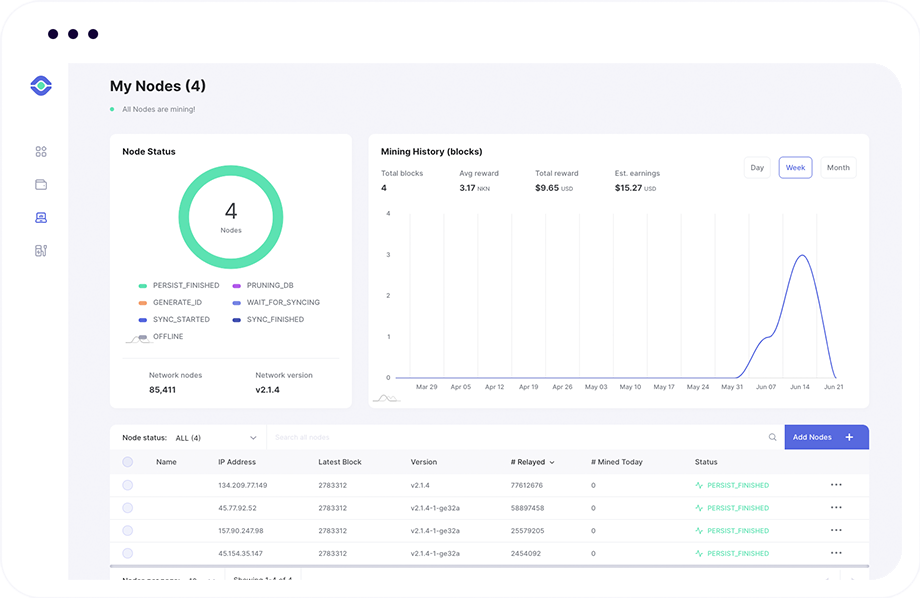 My Nodes (4)
All Nodes are mining!
Node Status
4
Nodes
PERSIST_FINISHED PRUNING_DB
GENERATE_ID WAIT_FOR_SYNCING
SYNC_STARTED SYNC_FINISHED
OFFLINE
Network nodes Network version
85,411 v2.1.4
Mining History (blocks)
Total blocks Avg reward Total reward Est. earnings
4 3.17 NKN $9.65 USD $15.27 USD
Day Week Month
4
3
2
1
0
Mar 29 Apr 05 Apr 12 Apr 19 Apr 26 May 03 May 10 May 17 May 24 May 31 Jun 07 Jun 14 Jun 21
Node status: ALL (4) Search all nodes Add Nodes +
Name IP Address Latest Block Version # Relayed # Mined Today Status
134.209.77.149 2783312 v2.1.4 77612676 0 PERSIST_FINISHED
45.77.92.52 2783312 v2.1.4-1-ge32a 58897458 0 PERSIST_FINISHED
157.90.247.98 2783312 v2.1.4-1-ge32a 25579205 0 PERSIST_FINISHED
45.154.35.147 2783312 v2.1.4-1-ge32a 2454092 0 PERSIST_FINISHED
Showing 1-4 of 4